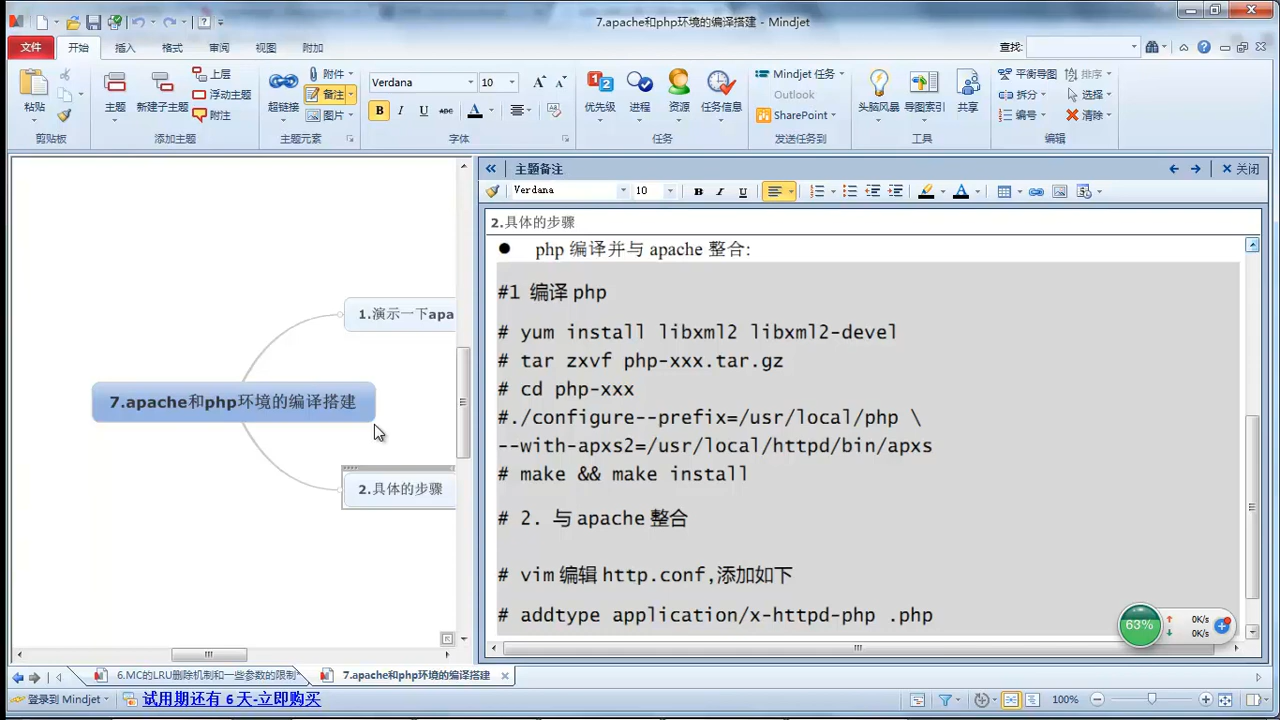 7.apache和php环境的编译搭建 - Mindjet
文件 开始 插入 格式 审阅 视图 附加 查找:
粘贴
剪贴板
主题 新建子主题 上层 浮动主题 附注
添加主题
超链接 附件 备注 图片
主题元素
Verdana 10
B I U abc A
字体
优先级 进程 资源 任务信息
任务
Mindjet 任务 Outlook SharePoint
发送任务到
头脑风暴 导图索引 共享
工具
平衡导图 排序 拆分 选择 编号 清除
编辑
主题备注 关闭
Verdana 10 B I U
2.具体的步骤
php 编译并与 apache 整合:
#1 编译 php
# yum install libxml2 libxml2-devel
# tar zxvf php-xxx.tar.gz
# cd php-xxx
#./configure--prefix=/usr/local/php \
--with-apxs2=/usr/local/httpd/bin/apxs
# make && make install
# 2. 与 apache 整合
# vim 编辑 http.conf,添加如下
# addtype application/x-httpd-php .php
1.演示一下apa
7.apache和php环境的编译搭建
2.具体的步骤
63% 0K/s
0K/s
6.MC的LRU删除机制和一些参数的限制 7.apache和php环境的编译搭建
登录到 Mindjet 试用期还有 6 天-立即购买 100%